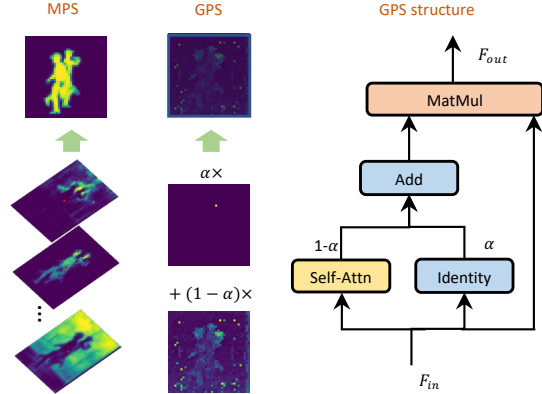 MPS
GPS
GPS structure
F_out
MatMul
α×
Add
1-α
α
Self-Attn
Identity
+ (1 − α)×
⋮
F_in